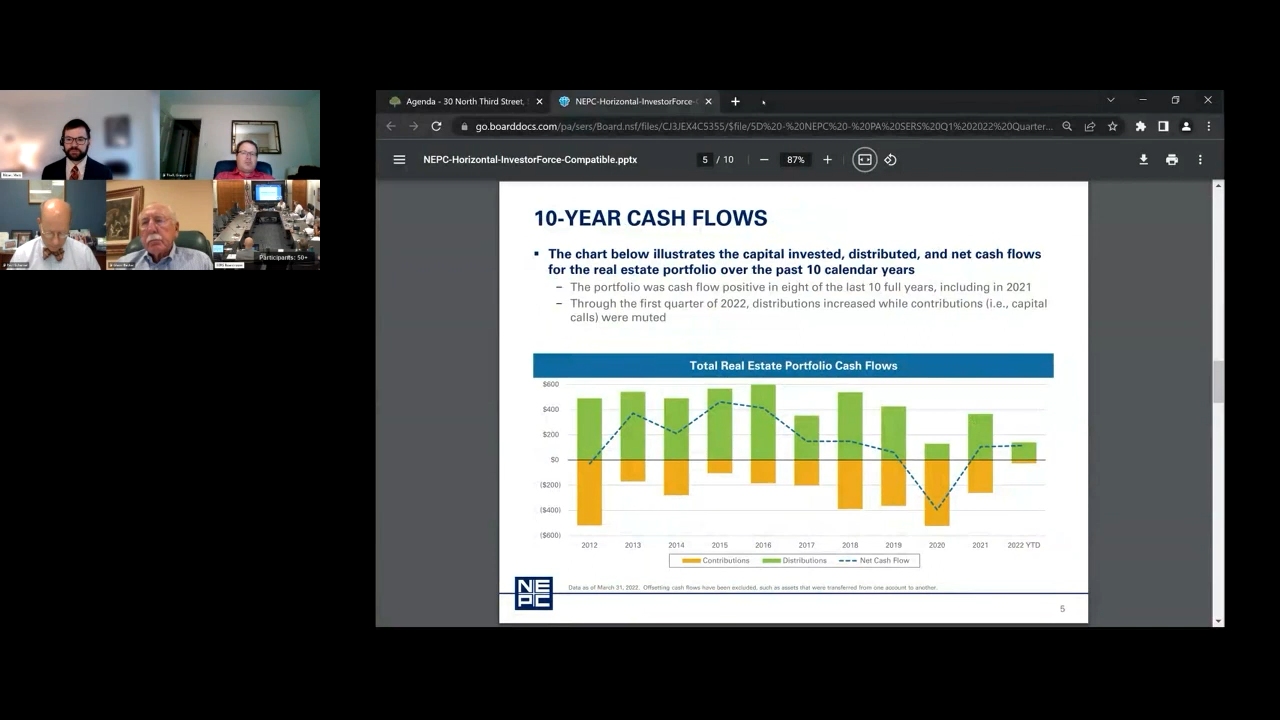 Participants: 50+
Agenda - 30 North Third Street,
NEPC-Horizontal-InvestorForce-
go.boarddocs.com/pa/sers/Board.nsf/files/CJ3JEX4C5355/$file/5D%20-%20NEPC%20-%20PA%20SERS%20Q1%202022%20Quarter...
NEPC-Horizontal-InvestorForce-Compatible.pptx
5 / 10
87%
10-YEAR CASH FLOWS
▪ The chart below illustrates the capital invested, distributed, and net cash flows
for the real estate portfolio over the past 10 calendar years
– The portfolio was cash flow positive in eight of the last 10 full years, including in 2021
– Through the first quarter of 2022, distributions increased while contributions (i.e., capital
calls) were muted
Total Real Estate Portfolio Cash Flows
$600
$400
$200
$0
($200)
($400)
($600)
2012 2013 2014 2015 2016 2017 2018 2019 2020 2021 2022 YTD
Contributions Distributions Net Cash Flow
NEPC
Data as of March 31, 2022. Offsetting cash flows have been excluded, such as assets that were transferred from one account to another.
5